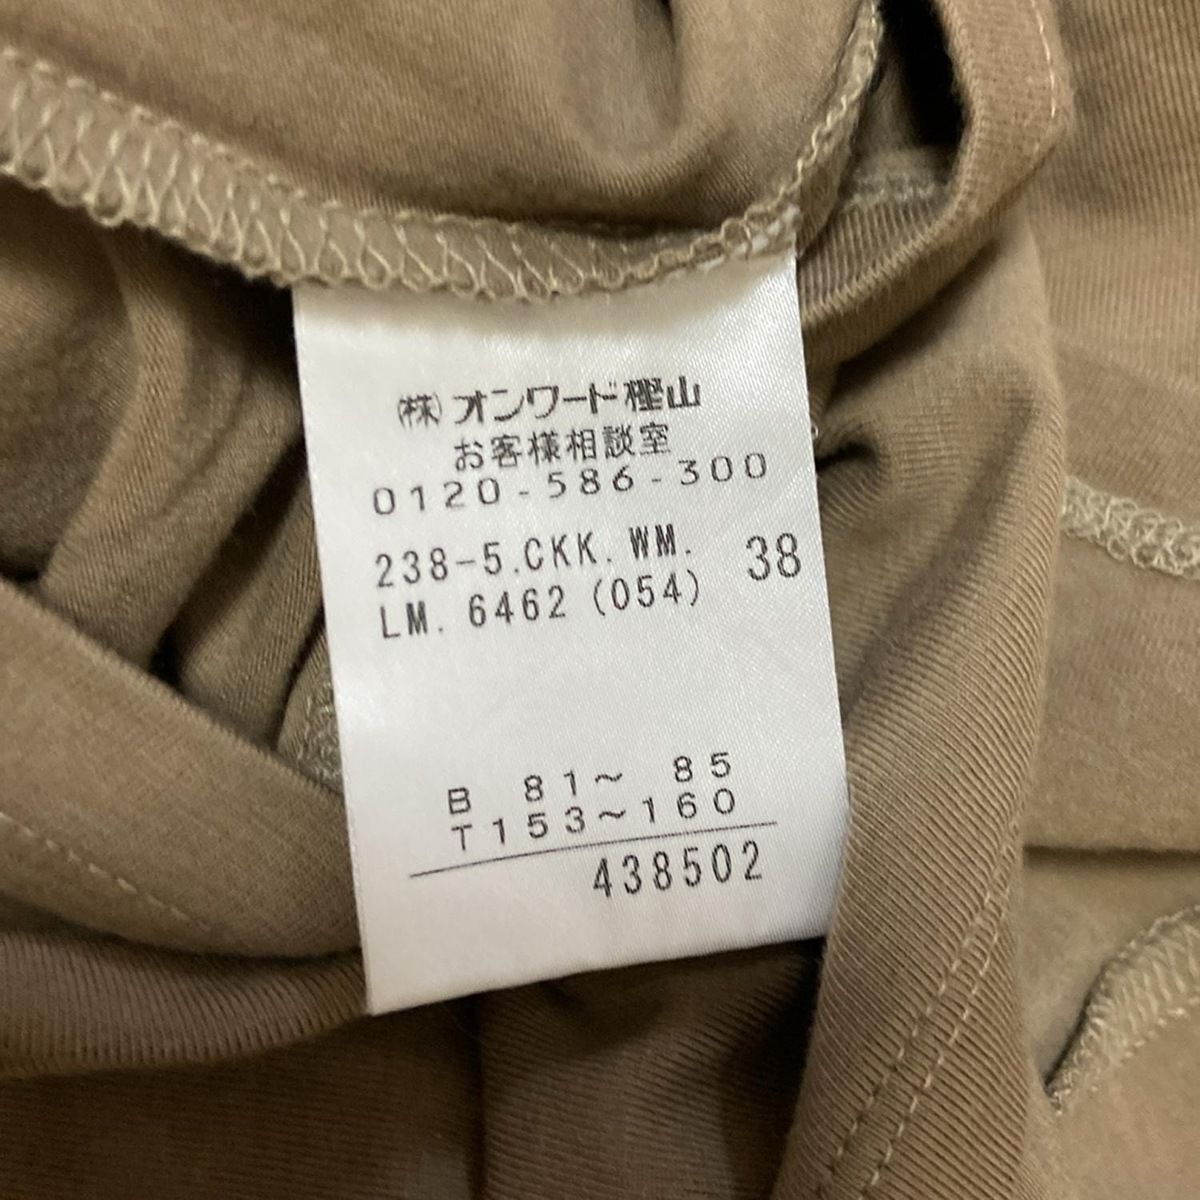 ㈱オンワード樫山
お客様相談室
0120-586-300
238-5.CKK.WM. 38
LM. 6462 (054)
B 81～ 85
T153～160
438502